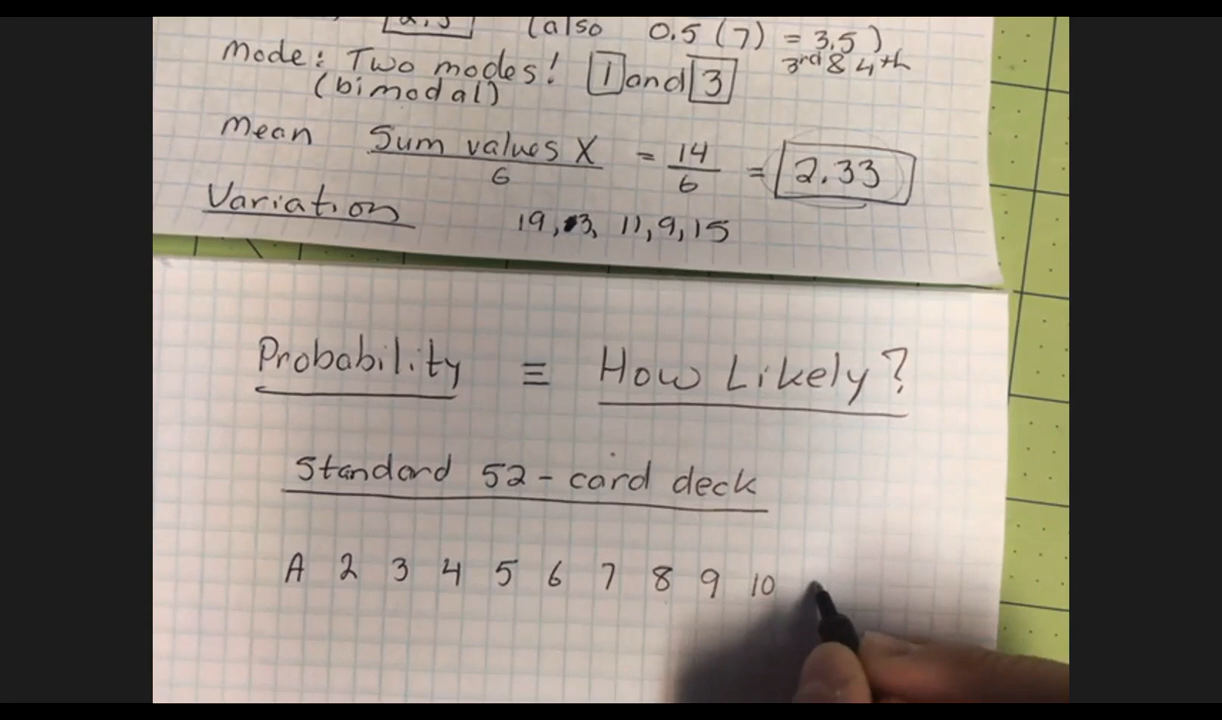 2.5 (also 0.5 (7) = 3.5)
3rd & 4th
Mode: Two modes! 1 and 3
(bimodal)
Mean Sum values X / 6 = 14 / 6 = 2.33
Variation 19, 3, 11, 9, 15
Probability ≡ How Likely?
Standard 52-card deck
A 2 3 4 5 6 7 8 9 10